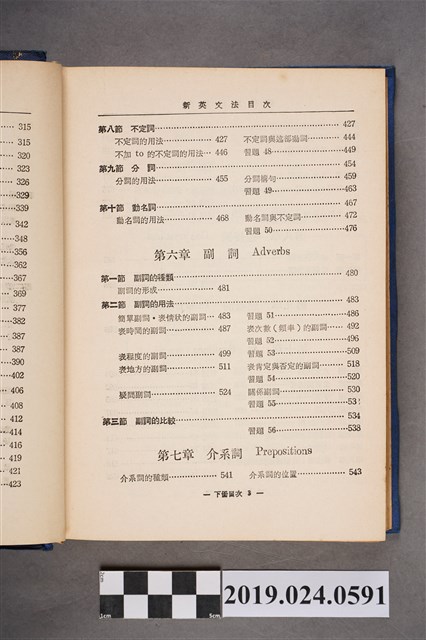 315
315
320
323
326
329
339
342
348
356
362
367
369
377
378
387
387
390
402
406
408
412
414
416
419
421
423
新英文法目次
第八節 不定詞 427
不定詞的用法 427 不定詞與述部動詞 444
不加 to 的不定詞的用法 446 習題 48 449
第九節 分 詞 454
分詞的用法 455 分詞構句 459
習題 49 463
第十節 動名詞 467
動名詞的用法 468 動名詞與不定詞 472
習題 50 476
第六章 副 詞 Adverbs
第一節 副詞的種類 480
副詞的形成 481
第二節 副詞的用法 483
簡單副詞・表情狀的副詞 483 習題 51 486
表時間的副詞 487 表次數(頻率)的副詞 492
習題 52 496
表程度的副詞 499 習題 53 509
表地方的副詞 511 表肯定與否定的副詞 518
習題 54 520
疑問副詞 524 關係副詞 530
習題 55 53
第三節 副詞的比較 534
習題 56 538
第七章 介系詞 Prepositions
介系詞的種類 541 介系詞的位置 543
— 下冊目次 3 —
1cm 5cm
2019.024.0591